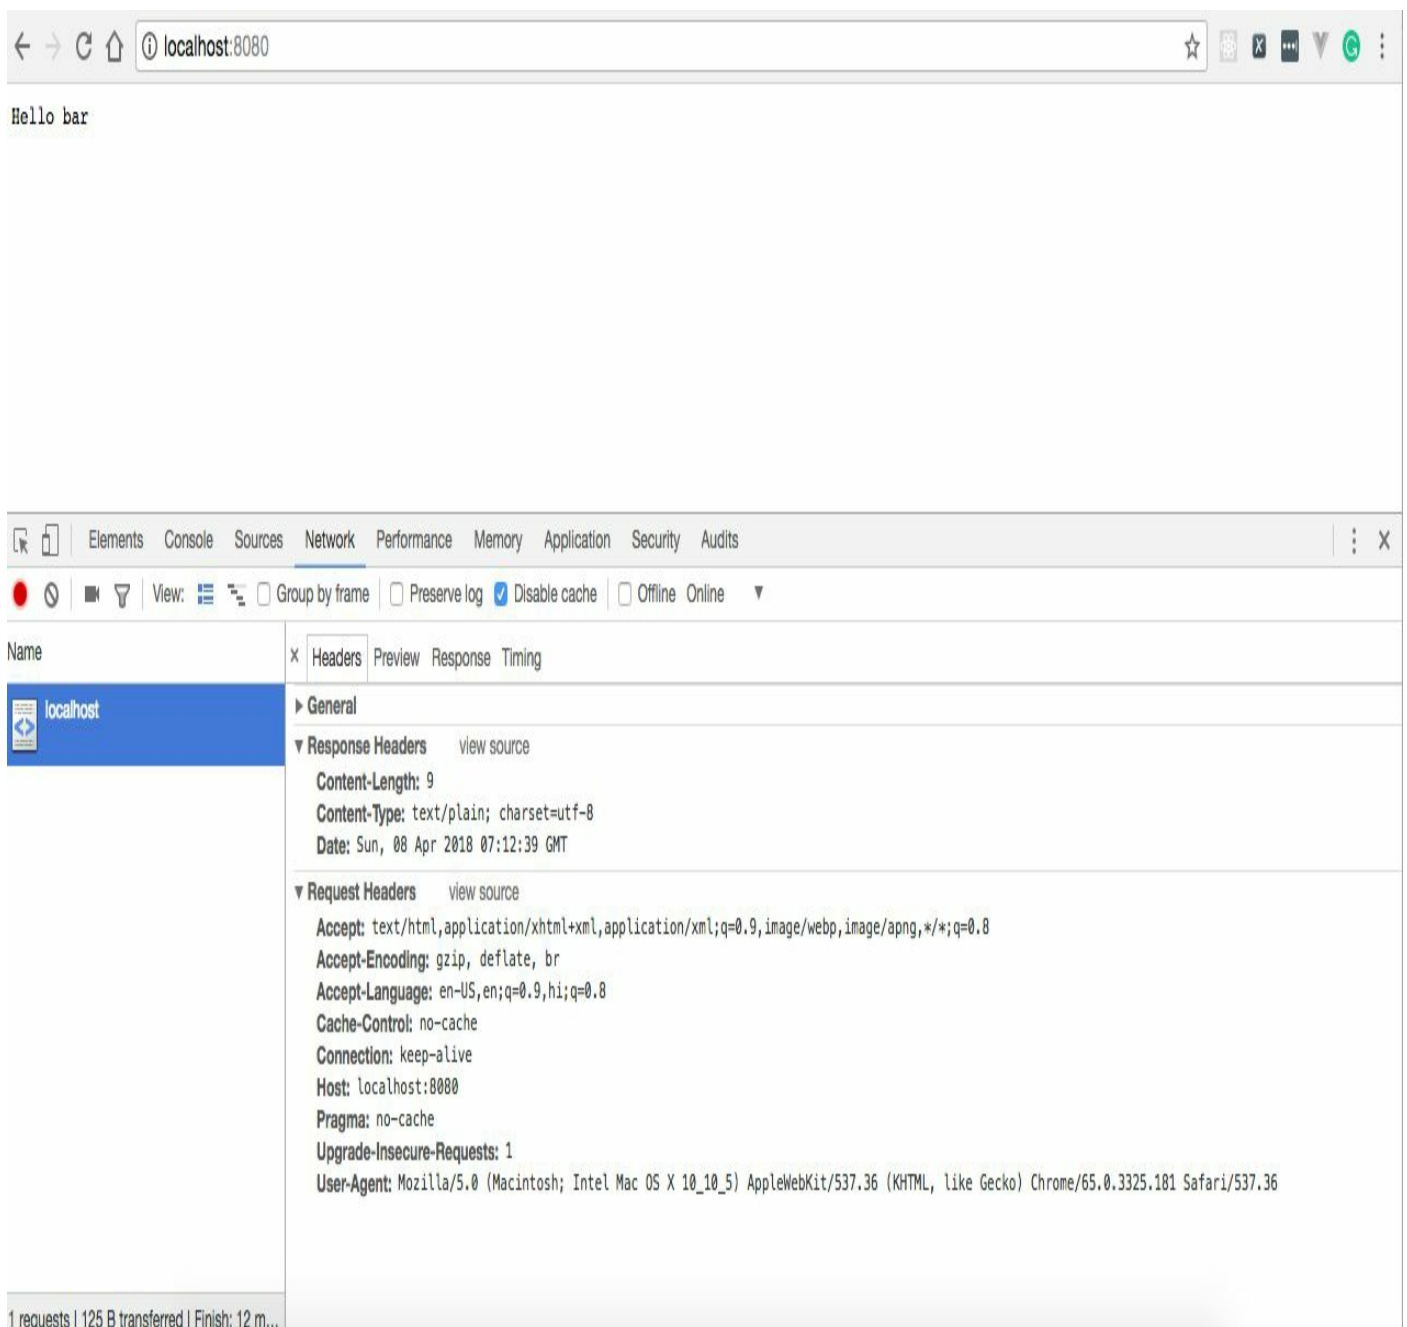 localhost:8080
Hello bar
Elements Console Sources Network Performance Memory Application Security Audits
View: Group by frame Preserve log Disable cache Offline Online
Name
× Headers Preview Response Timing
localhost
General
Response Headers view source
Content-Length: 9
Content-Type: text/plain; charset=utf-8
Date: Sun, 08 Apr 2018 07:12:39 GMT
Request Headers view source
Accept: text/html,application/xhtml+xml,application/xml;q=0.9,image/webp,image/apng,*/*;q=0.8
Accept-Encoding: gzip, deflate, br
Accept-Language: en-US,en;q=0.9,hi;q=0.8
Cache-Control: no-cache
Connection: keep-alive
Host: localhost:8080
Pragma: no-cache
Upgrade-Insecure-Requests: 1
User-Agent: Mozilla/5.0 (Macintosh; Intel Mac OS X 10_10_5) AppleWebKit/537.36 (KHTML, like Gecko) Chrome/65.0.3325.181 Safari/537.36
1 requests | 125 B transferred | Finish: 12 m...